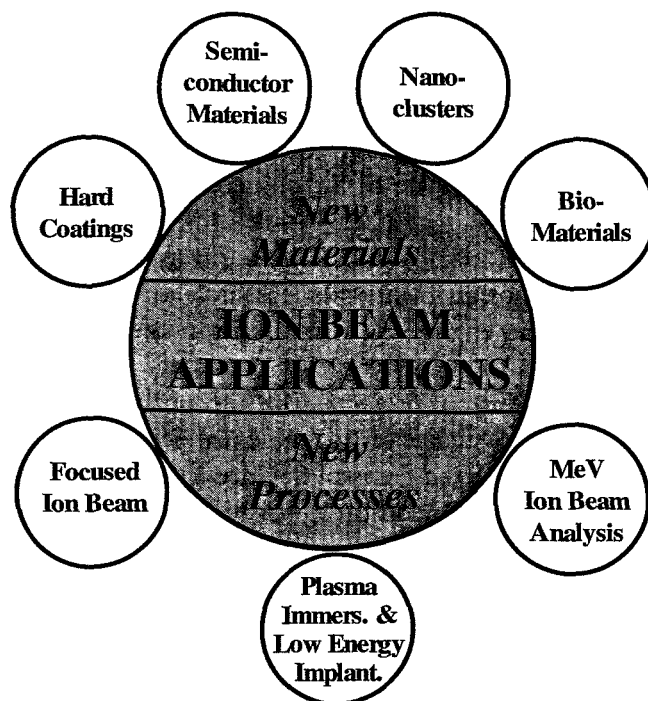 Semi-
conductor
Materials
Nano-
clusters
Hard
Coatings
Bio-
Materials
New
Materials
ION BEAM
APPLICATIONS
New
Processes
Focused
Ion Beam
MeV
Ion Beam
Analysis
Plasma
Immers. &
Low Energy
Implant.